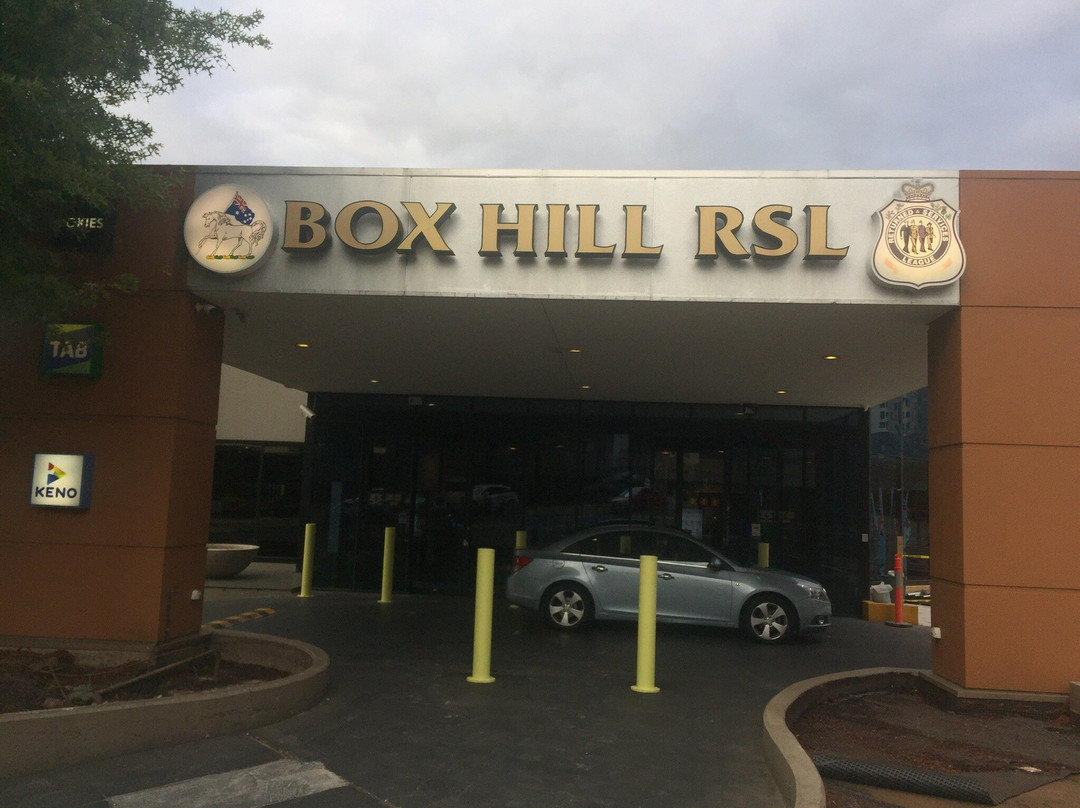 BOX HILL RSL
RETURNED & SERVICES
LEAGUE
TAB
KENO